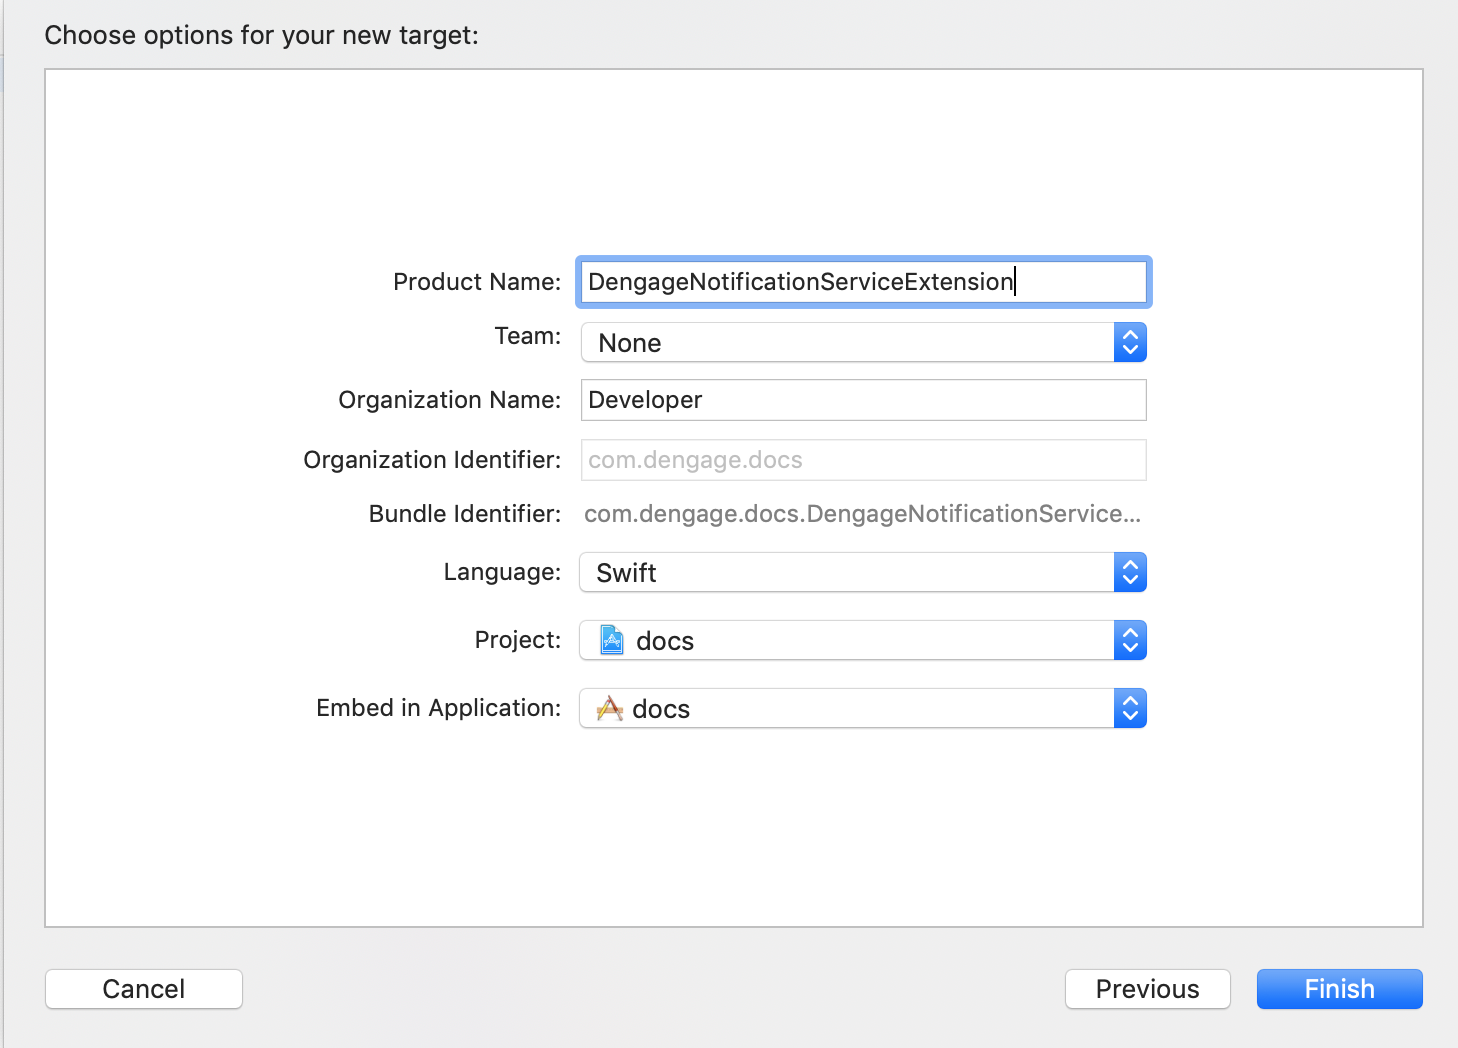 Choose options for your new target:
Product Name: DengageNotificationServiceExtension
Team: None
Organization Name: Developer
Organization Identifier: com.dengage.docs
Bundle Identifier: com.dengage.docs.DengageNotificationService...
Language: Swift
Project: docs
Embed in Application: docs
Cancel Previous Finish